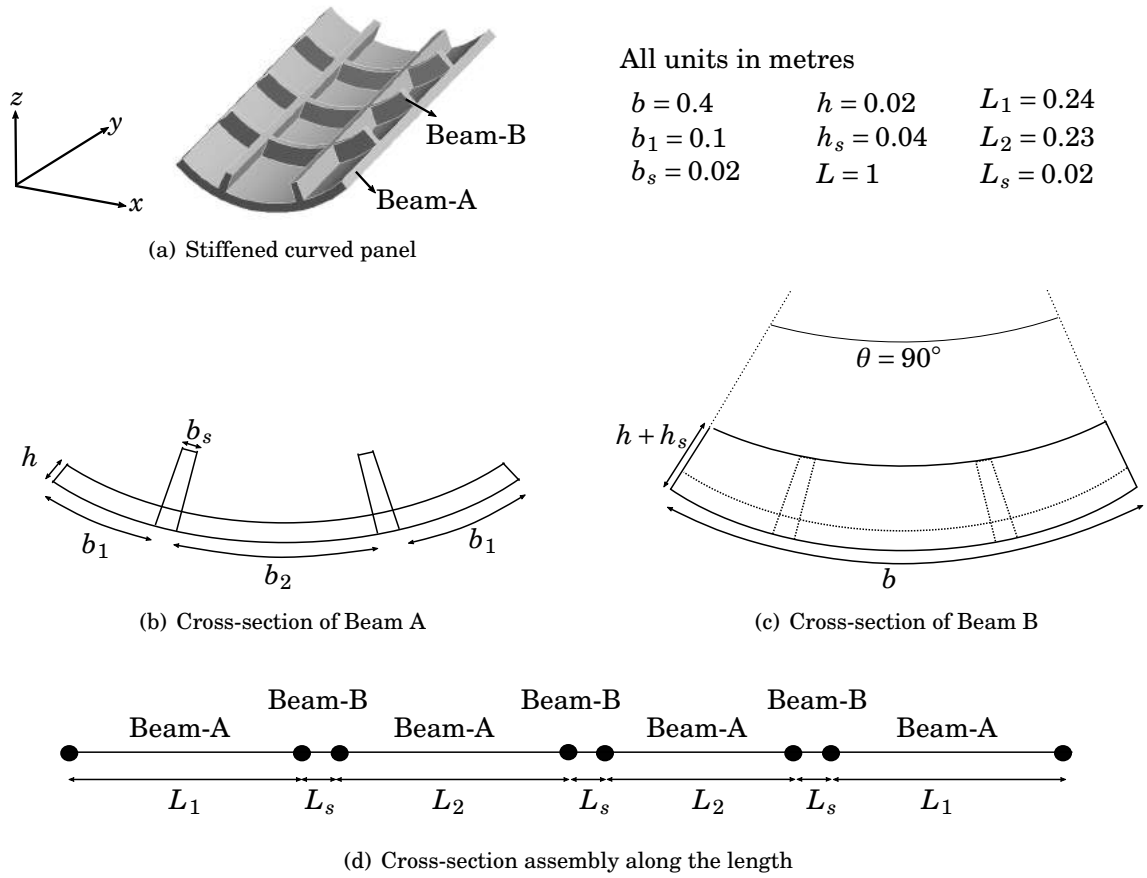 z
y
x
Beam-B
Beam-A
(a) Stiffened curved panel
All units in metres
b = 0.4 h = 0.02 L₁ = 0.24
b₁ = 0.1 hₛ = 0.04 L₂ = 0.23
bₛ = 0.02 L = 1 Lₛ = 0.02
h
bₛ
b₁
b₂
b₁
(b) Cross-section of Beam A
θ = 90°
h + hₛ
b
(c) Cross-section of Beam B
Beam-B Beam-B Beam-B
Beam-A Beam-A Beam-A Beam-A
L₁ Lₛ L₂ Lₛ L₂ Lₛ L₁
(d) Cross-section assembly along the length